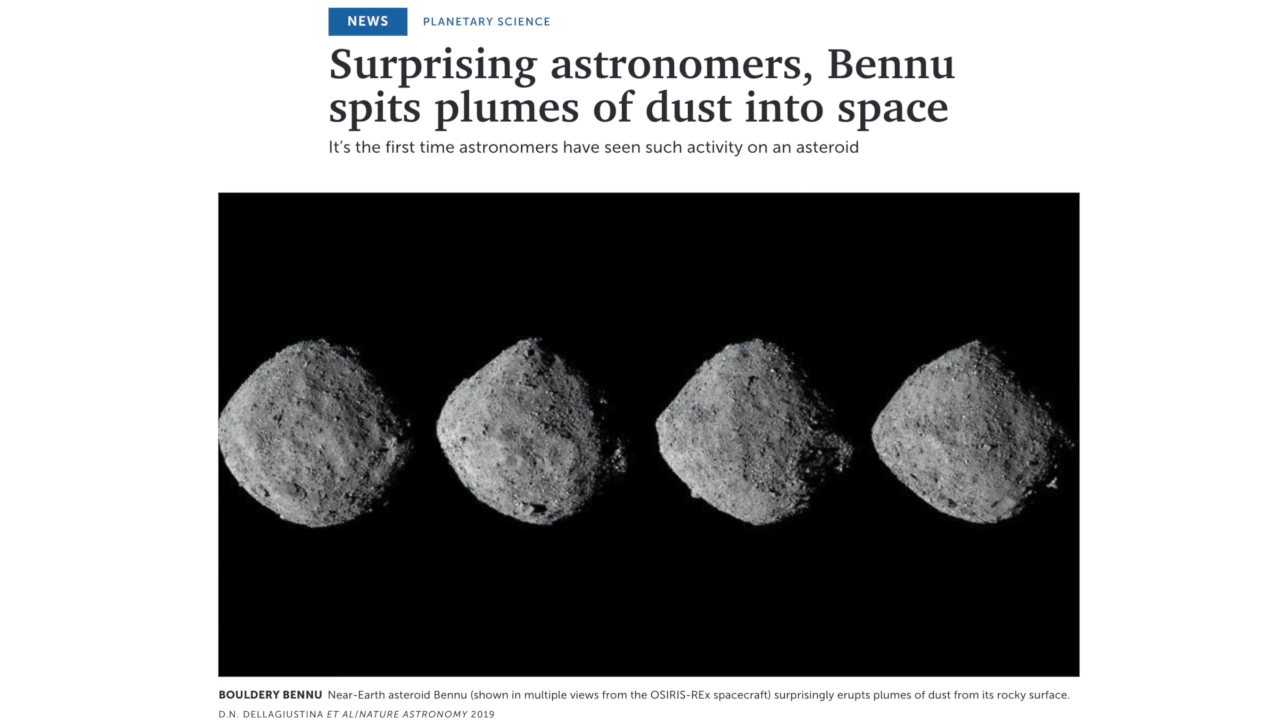 NEWS PLANETARY SCIENCE
Surprising astronomers, Bennu
spits plumes of dust into space
It's the first time astronomers have seen such activity on an asteroid
BOULDERY BENNU Near-Earth asteroid Bennu (shown in multiple views from the OSIRIS-REx spacecraft) surprisingly erupts plumes of dust from its rocky surface.
D.N. DELLAGIUSTINA ET AL/NATURE ASTRONOMY 2019